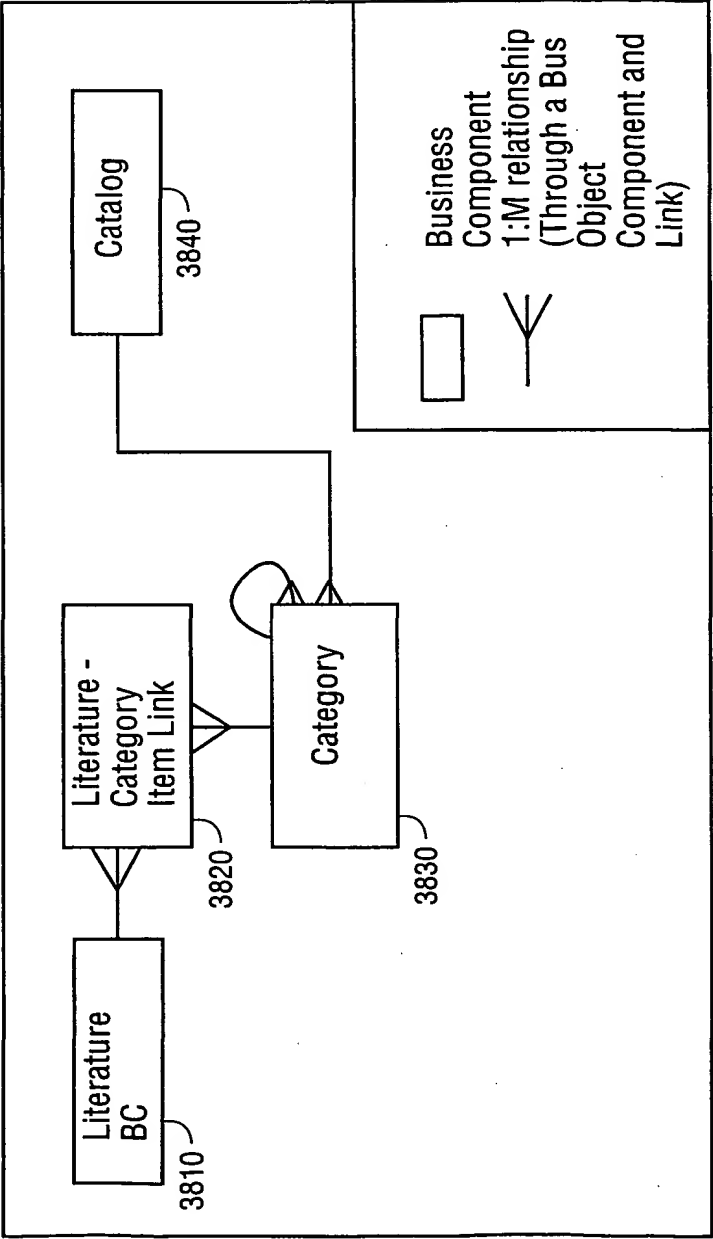 Literature
BC
3810
Literature -
Category
Item Link
3820
Category
3830
Catalog
3840
Business
Component
1:M relationship
(Through a Bus
Object
Component and
Link)